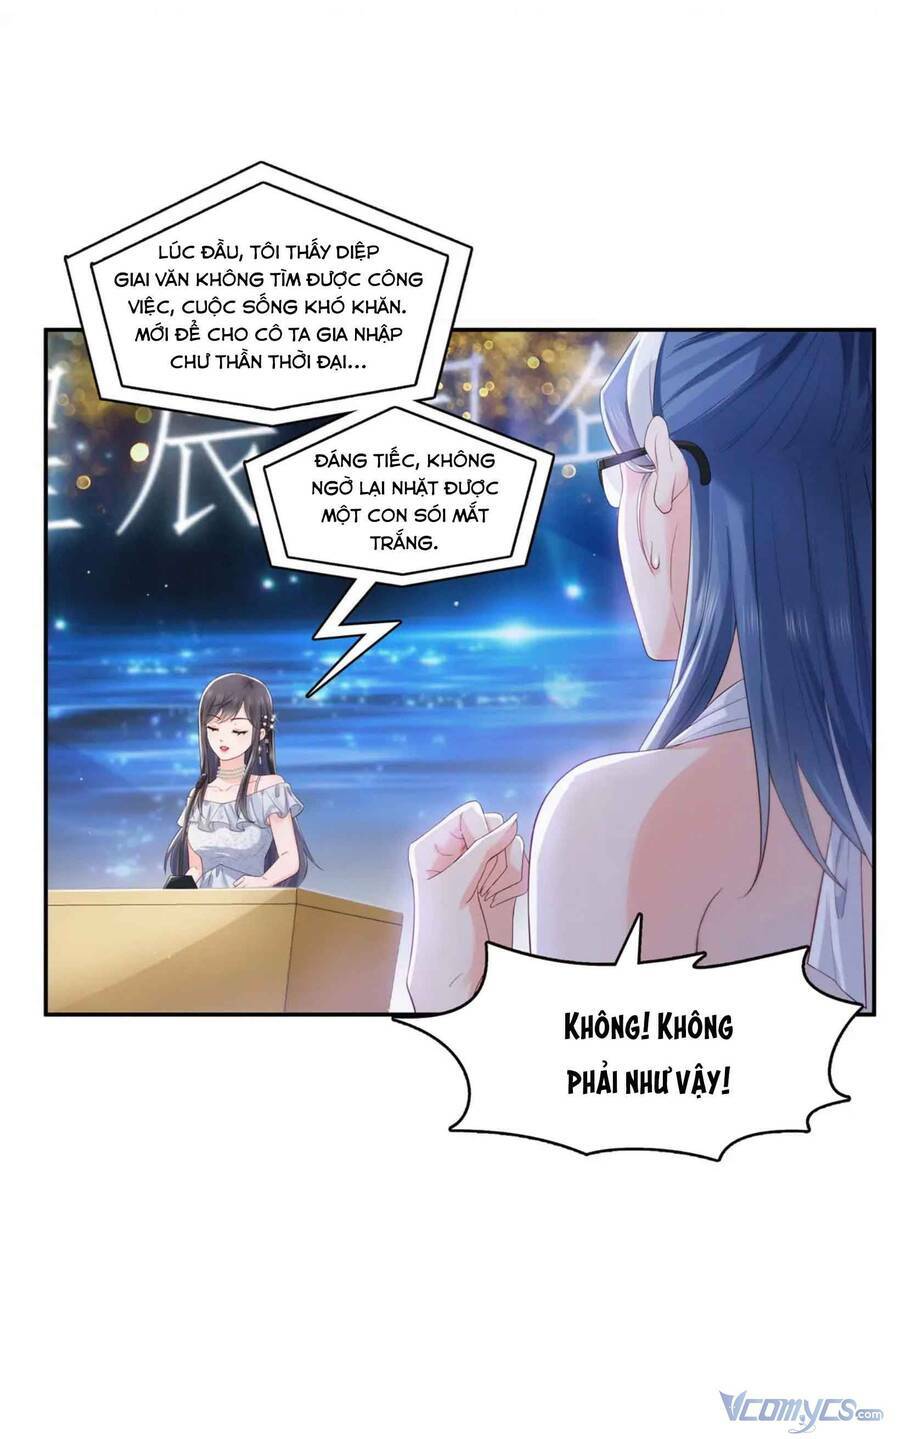 LÚC ĐẦU, TÔI THẤY DIỆP
GIAI VĂN KHÔNG TÌM ĐƯỢC CÔNG
VIỆC, CUỘC SỐNG KHÓ KHĂN.
MỚI ĐỂ CHO CÔ TA GIA NHẬP
CHƯ THẦN THỜI ĐẠI...
辰
ĐÁNG TIẾC, KHÔNG
NGỜ LẠI NHẶT ĐƯỢC
MỘT CON SÓI MẮT
TRẮNG.
KHÔNG! KHÔNG
PHẢI NHƯ VẬY!
Vcomycs.com